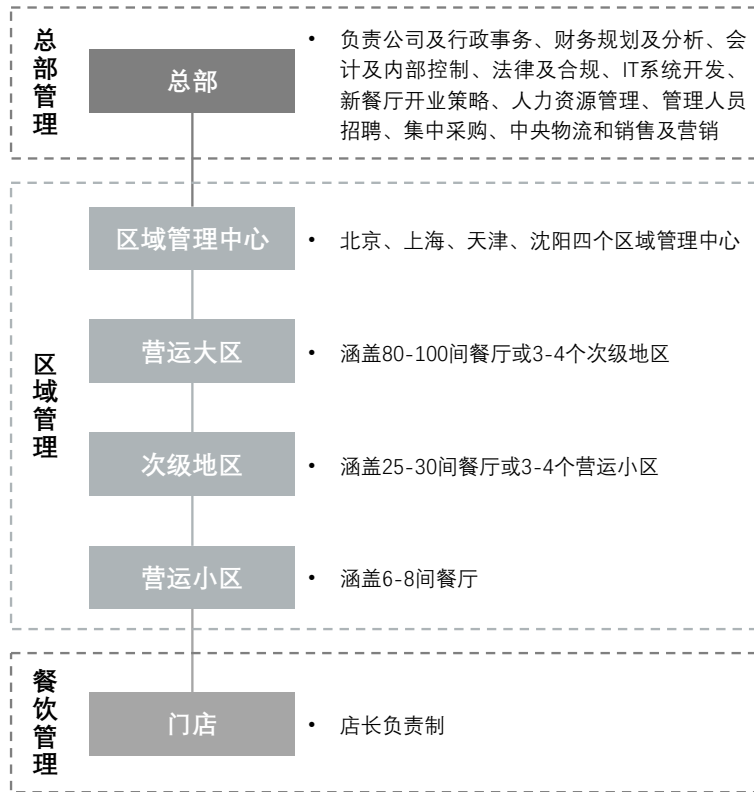 总部管理
总部
• 负责公司及行政事务、财务规划及分析、会
计及内部控制、法律及合规、IT系统开发、
新餐厅开业策略、人力资源管理、管理人员
招聘、集中采购、中央物流和销售及营销
区域管理
区域管理中心
• 北京、上海、天津、沈阳四个区域管理中心
营运大区
• 涵盖80-100间餐厅或3-4个次级地区
次级地区
• 涵盖25-30间餐厅或3-4个营运小区
营运小区
• 涵盖6-8间餐厅
餐饮管理
门店
• 店长负责制